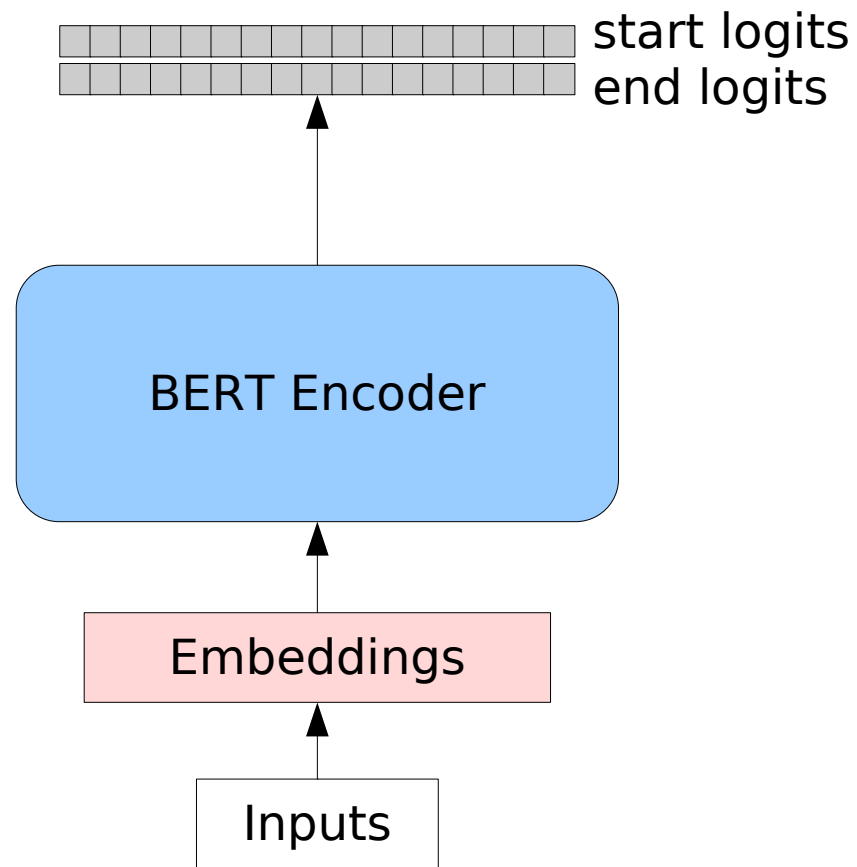 start logits
end logits
BERT Encoder
Embeddings
Inputs